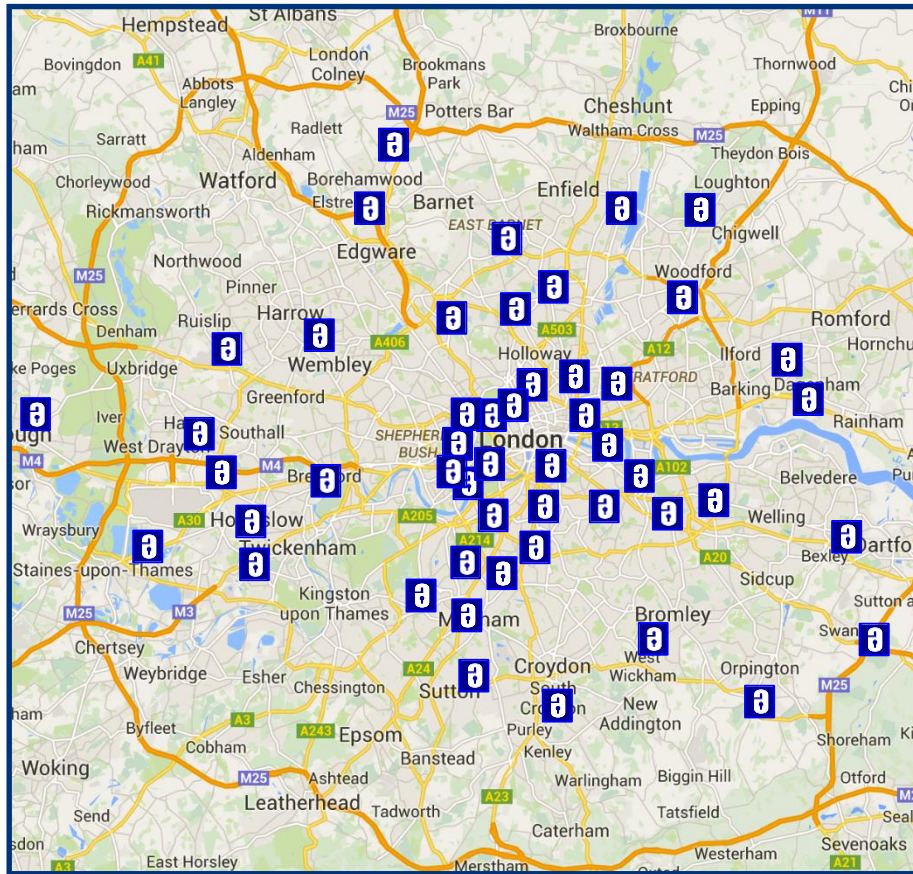 Hempstead
St Albans
M11
Broxbourne
A41
Bovingdon
London
Colney
Brookmans
Park
Thornwood
Abbots
Langley
Cheshunt
Epping
M25
Potters Bar
Radlett
Waltham Cross
M25
Sarratt
Aldenham
Theydon Bois
Chorleywood
Watford
Borehamwood
Enfield
Loughton
Rickmansworth
Barnet
EAST BARNET
Chigwell
Edgware
Northwood
M25
Pinner
Woodford
Harrow
Ruislip
Denham
A406
A503
Romford
Holloway
A12
Ilford
Uxbridge
Wembley
Barking
Greenford
Iver
Rainham
West Drayton
Southall
London
BUSH
M4
M4
A102
Belvedere
A30
A205
Welling
Wraysbury
Twickenham
A214
A20
Bexley
Staines-upon-Thames
Sidcup
Kingston
upon Thames
M3
M25
Bromley
Chertsey
Croydon
West
Wickham
Orpington
Weybridge
Esher
Chessington
A24
Sutton
South
M25
New
Addington
A3
Byfleet
A243
Epsom
Purley
Kenley
Shoreham
Cobham
Banstead
Woking
M25
Ashtead
Warlingham
Biggin Hill
Otford
Leatherhead
Tadworth
A23
Tatsfield
Send
Caterham
East Horsley
Merstham
Westerham
Sevenoaks
A3
A21